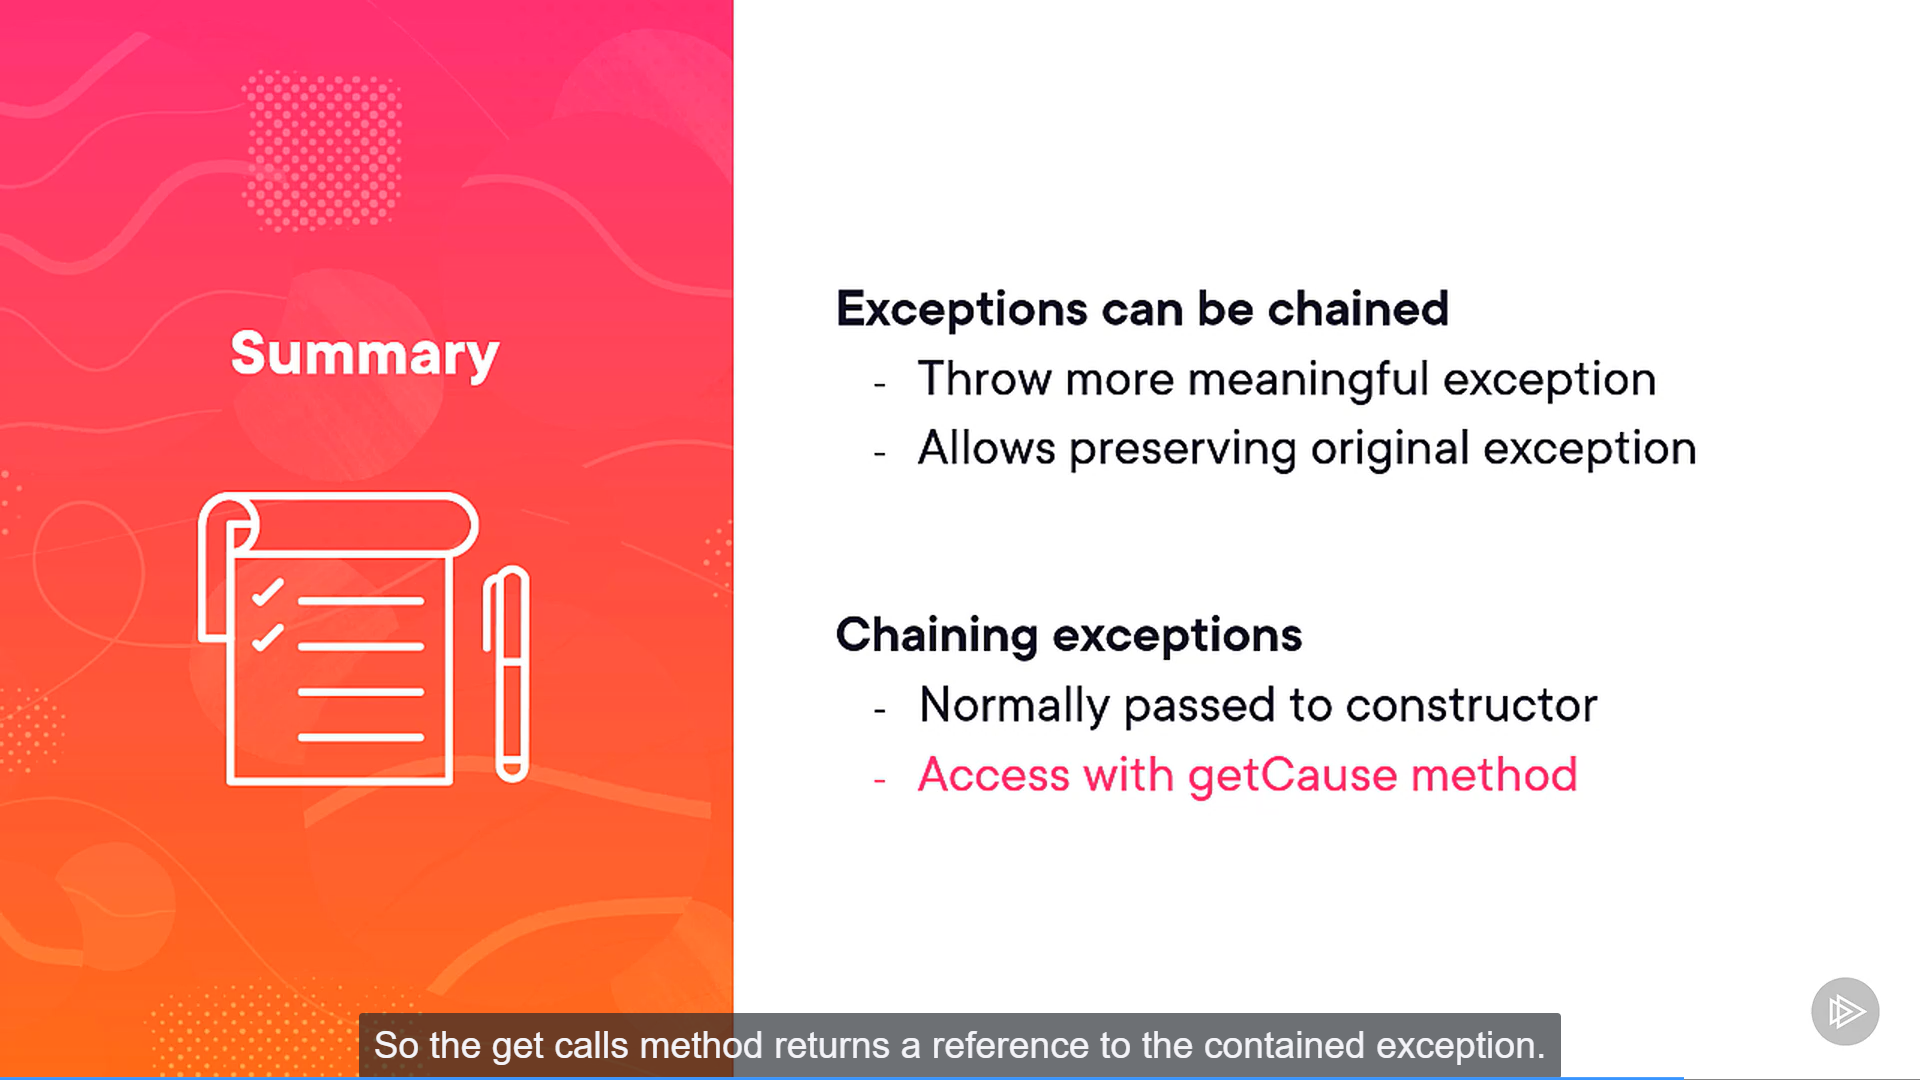 Summary
Exceptions can be chained
- Throw more meaningful exception
- Allows preserving original exception
Chaining exceptions
- Normally passed to constructor
- Access with getCause method
So the get calls method returns a reference to the contained exception.